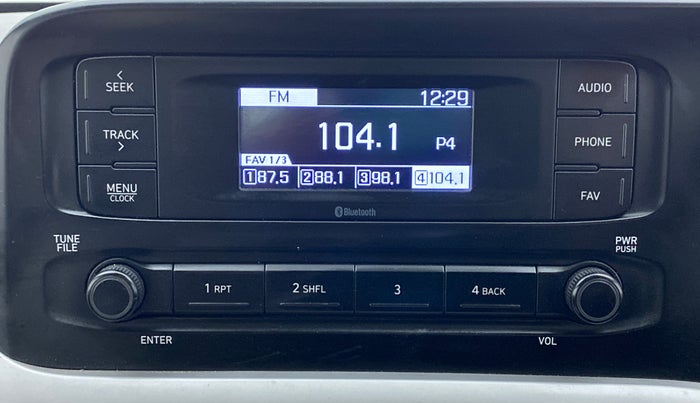 < SEEK
TRACK >
MENU
CLOCK
FM 12:29
104.1 P4
FAV 1/3
1 87.5 2 88.1 3 98.1 4 104.1
Bluetooth
AUDIO
PHONE
FAV
TUNE
FILE
PWR
PUSH
1 RPT
2 SHFL
3
4 BACK
ENTER
VOL